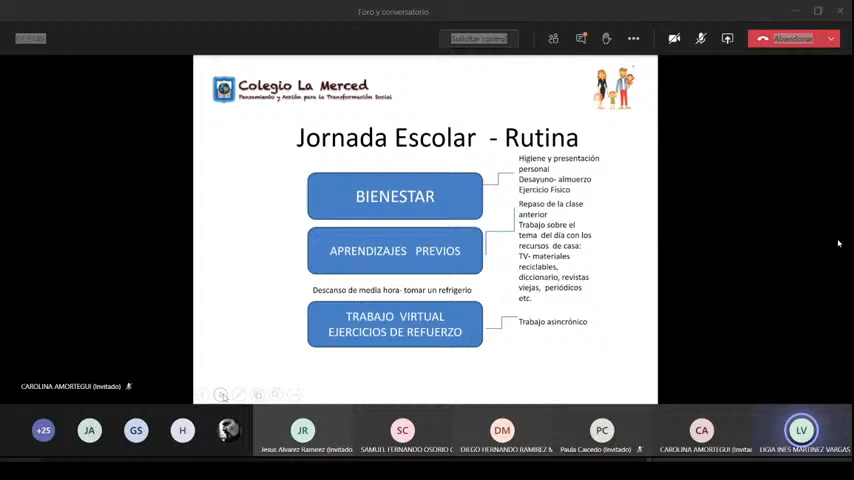 Foro y conversatorio
Solicitar control
Abandonar
Colegio La Merced
Pensamiento y Acción para la Transformación Social
Jornada Escolar - Rutina
BIENESTAR
Higiene y presentación
personal
Desayuno- almuerzo
Ejercicio Físico
APRENDIZAJES PREVIOS
Repaso de la clase
anterior
Trabajo sobre el
tema del día con los
recursos de casa:
TV- materiales
reciclables,
diccionario, revistas
viejas, periódicos
etc.
Descanso de media hora- tomar un refrigerio
TRABAJO VIRTUAL
EJERCICIOS DE REFUERZO
Trabajo asincrónico
CAROLINA AMORTEGUI (Invitado)
+25
JA
GS
H
JR
SC
DM
PC
CA
LV
Jesus Alvarez Ramirez (Invitado
SAMUEL FERNANDO OSORIO C
DIEGO HERNANDO RAMIREZ M
Paula Caicedo (Invitado)
CAROLINA AMORTEGUI (Invitad
LIGIA INES MARTINEZ VARGAS